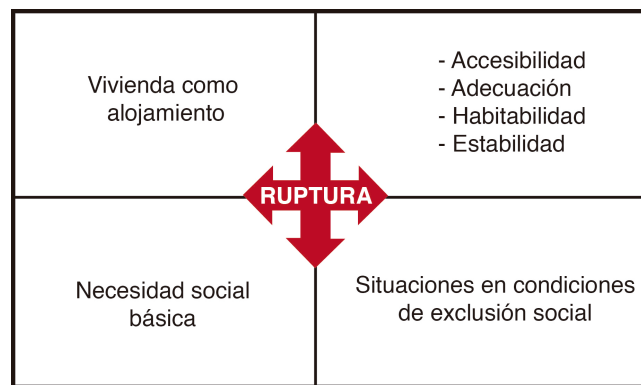 Vivienda como
alojamiento
- Accesibilidad
- Adecuación
- Habitabilidad
- Estabilidad
RUPTURA
Necesidad social
básica
Situaciones en condiciones
de exclusión social